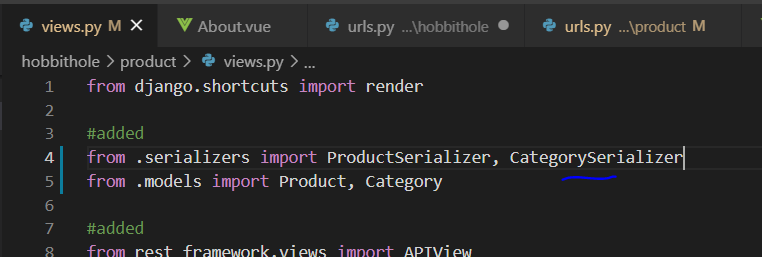 views.py M About.vue urls.py ...\hobbithole urls.py ...\product M
hobbithole > product > views.py > ...
1 from django.shortcuts import render
2
3 #added
4 from .serializers import ProductSerializer, CategorySerializer
5 from .models import Product, Category
6
7 #added
8 from rest_framework.views import APIView